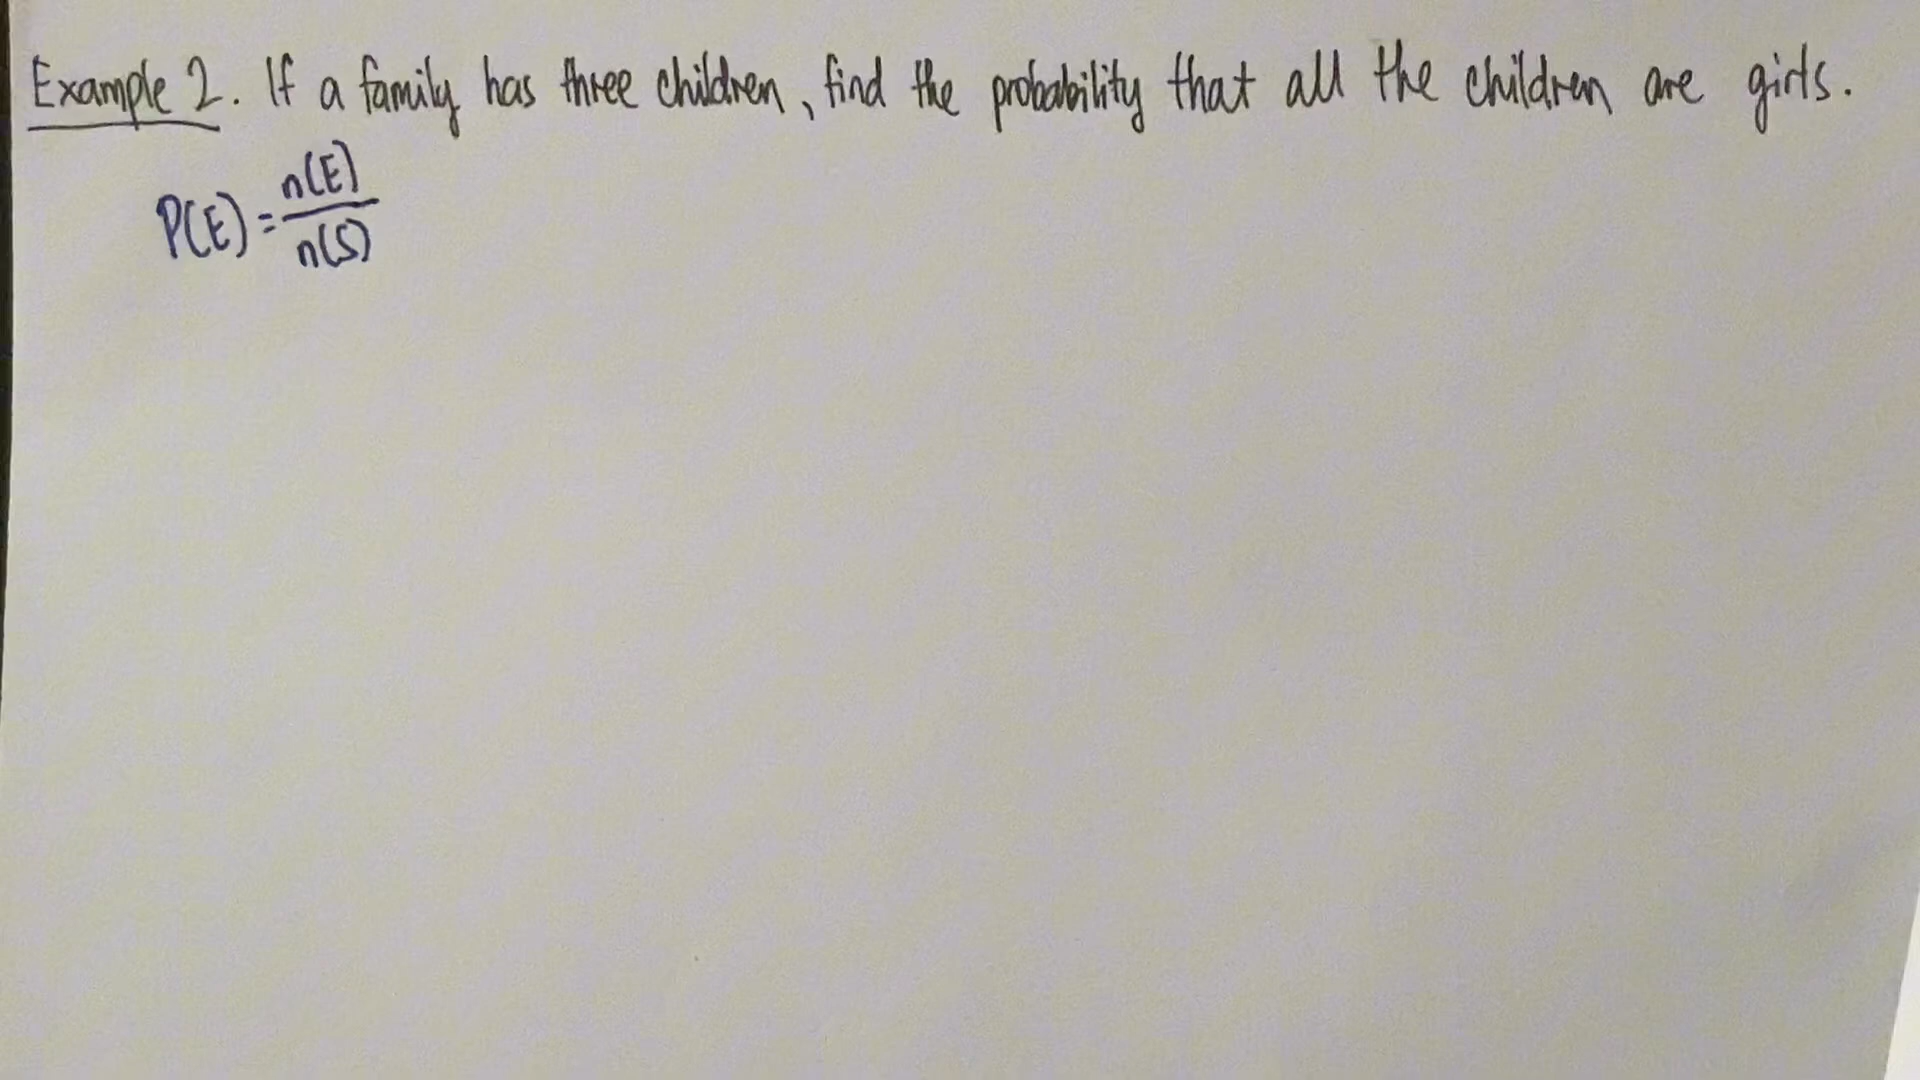 Example 2. If a family has three children, find the probability that all the children are girls.
P(E) = n(E)/n(S)